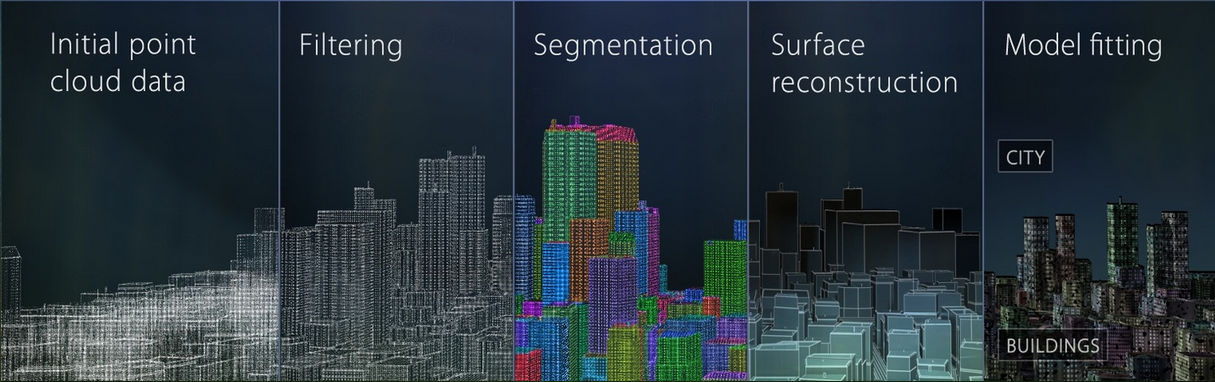 Initial point
cloud data
Filtering
Segmentation
Surface
reconstruction
Model fitting
CITY
BUILDINGS